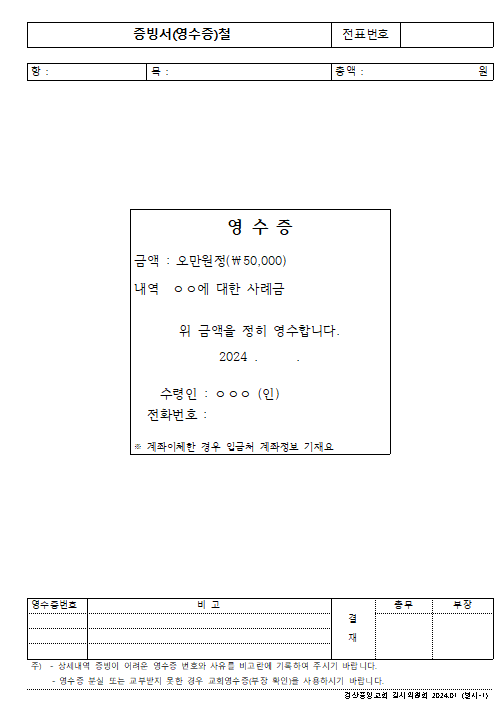 증빙서(영수증)철 전표번호
항 : 목 : 총액 : 원
영 수 증
금액 : 오만원정(₩50,000)
내역 ㅇㅇ에 대한 사례금
위 금액을 정히 영수합니다.
2024 . .
수령인 : ㅇㅇㅇ (인)
전화번호 :
※ 계좌이체한 경우 입금처 계좌정보 기재요
영수증번호 비 고 결 재 총무 부장
주) - 상세내역 증빙이 어려운 영수증 번호와 사유를 비고란에 기록하여 주시기 바랍니다.
- 영수증 분실 또는 교부받지 못한 경우 교회영수증(부장 확인)을 사용하시기 바랍니다.
경산중앙교회 감사위원회 2024.01 (형식-1)